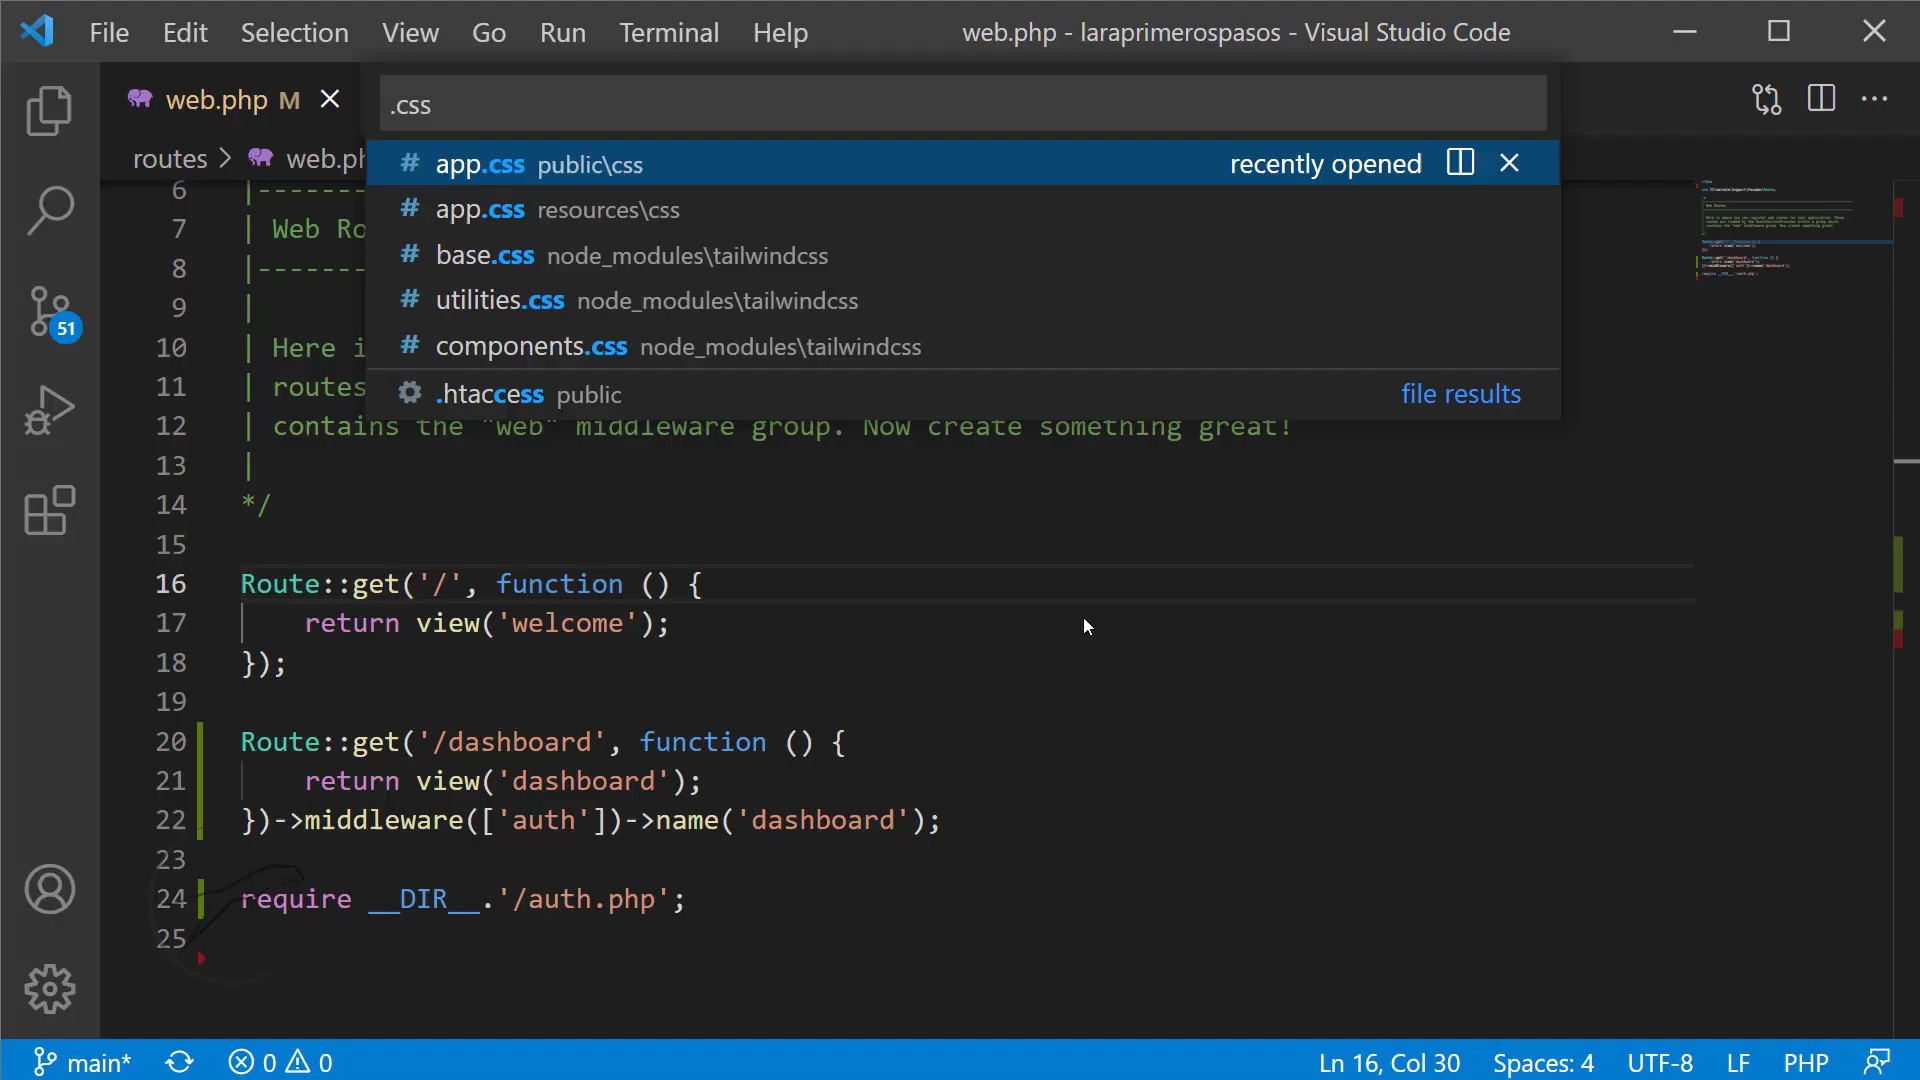 File Edit Selection View Go Run Terminal Help web.php - laraprimerospasos - Visual Studio Code
web.php M
.css
routes > web.ph
# app.css public\css recently opened
# app.css resources\css
# base.css node_modules\tailwindcss
# utilities.css node_modules\tailwindcss
# components.css node_modules\tailwindcss
.htaccess public file results
51
6 |-------
7 | Web Ro
8 |-------
9 |
10 | Here i
11 | routes
12 | contains the "web" middleware group. Now create something great!
13 |
14 */
15
16 Route::get('/', function () {
17 return view('welcome');
18 });
19
20 Route::get('/dashboard', function () {
21 return view('dashboard');
22 })->middleware(['auth'])->name('dashboard');
23
24 require __DIR__.'/auth.php';
25
main* 0 0 Ln 16, Col 30 Spaces: 4 UTF-8 LF PHP